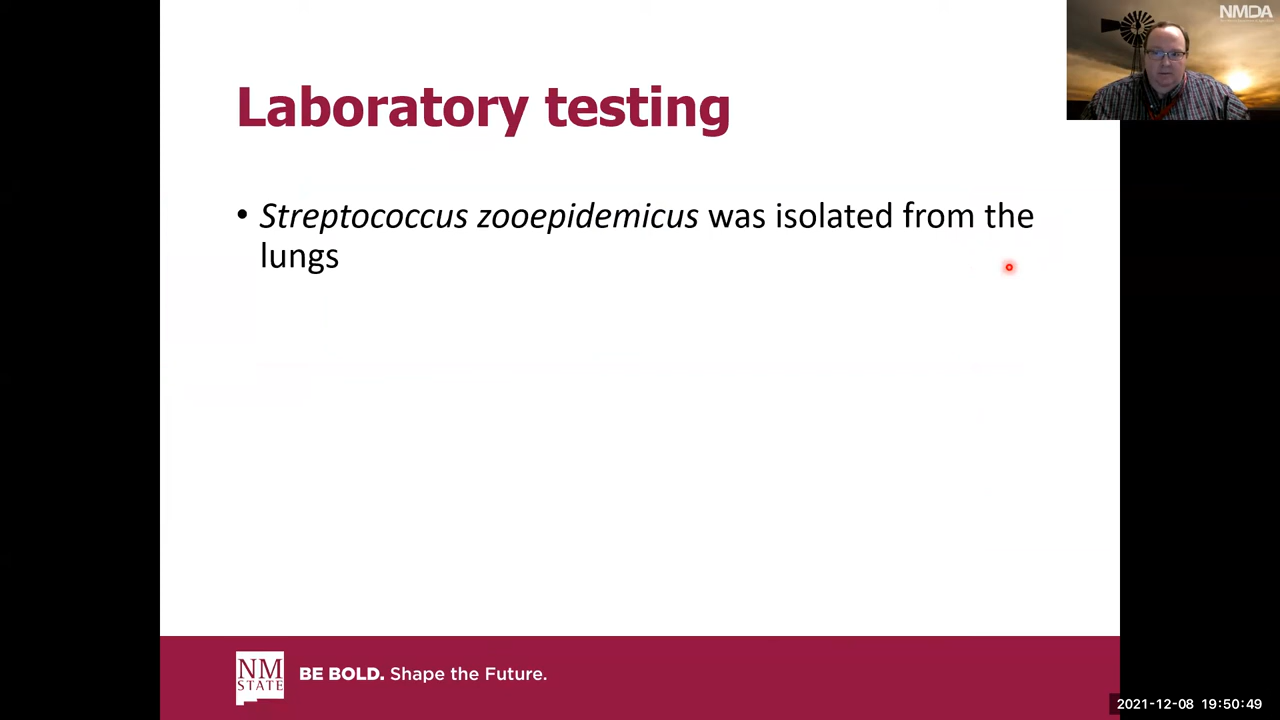 NMDA
Laboratory testing
• Streptococcus zooepidemicus was isolated from the
lungs
NM
STATE
BE BOLD. Shape the Future.
2021-12-08 19:50:49